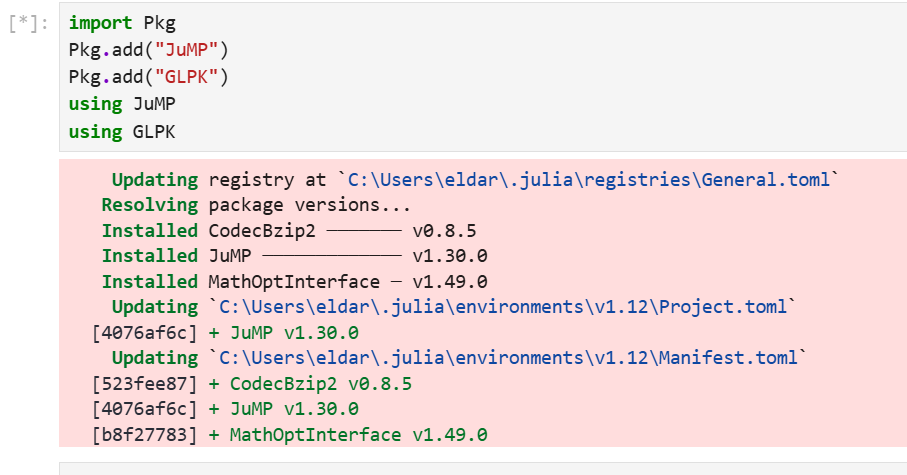 [*]: import Pkg
Pkg.add("JuMP")
Pkg.add("GLPK")
using JuMP
using GLPK
Updating registry at `C:\Users\eldar\.julia\registries\General.toml`
Resolving package versions...
Installed CodecBzip2 ─────── v0.8.5
Installed JuMP ───────────── v1.30.0
Installed MathOptInterface ─ v1.49.0
Updating `C:\Users\eldar\.julia\environments\v1.12\Project.toml`
[4076af6c] + JuMP v1.30.0
Updating `C:\Users\eldar\.julia\environments\v1.12\Manifest.toml`
[523fee87] + CodecBzip2 v0.8.5
[4076af6c] + JuMP v1.30.0
[b8f27783] + MathOptInterface v1.49.0